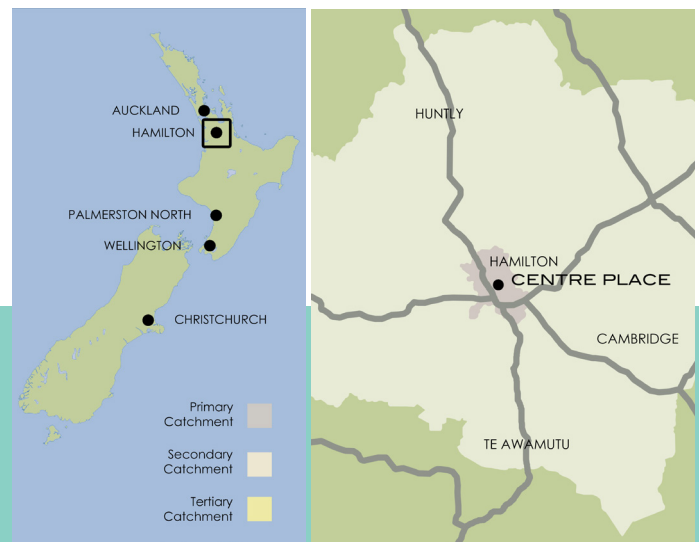 AUCKLAND
HAMILTON
PALMERSTON NORTH
WELLINGTON
CHRISTCHURCH
Primary
Catchment
Secondary
Catchment
Tertiary
Catchment
HUNTLY
HAMILTON
CENTRE PLACE
CAMBRIDGE
TE AWAMUTU